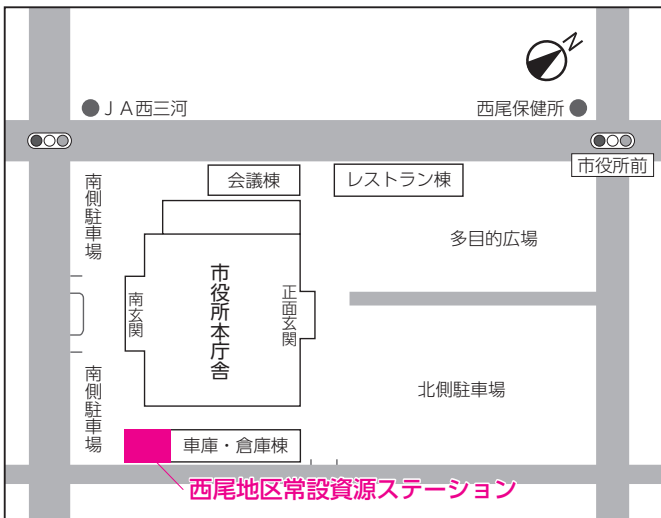 N
ＪＡ西三河
西尾保健所
市役所前
会議棟
レストラン棟
南側駐車場
多目的広場
市役所本庁舎
南玄関
正面玄関
南側駐車場
北側駐車場
車庫・倉庫棟
西尾地区常設資源ステーション